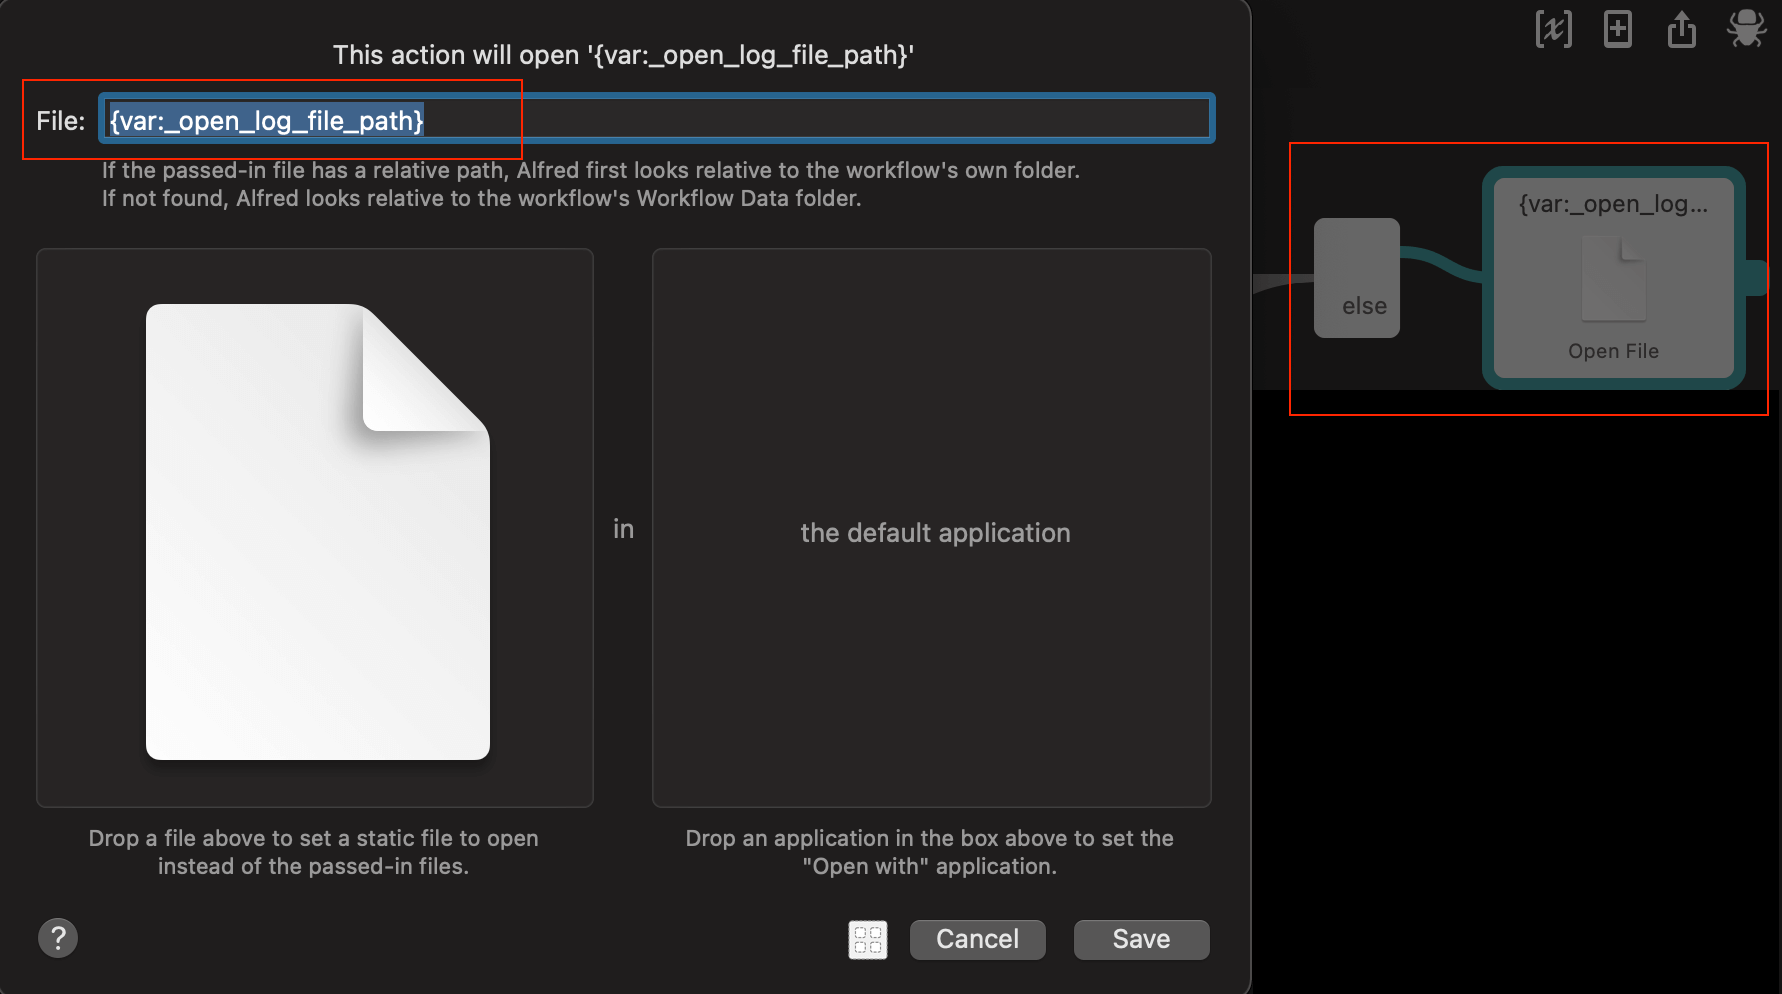 This action will open '{var:_open_log_file_path}'
File: {var:_open_log_file_path}
If the passed-in file has a relative path, Alfred first looks relative to the workflow's own folder.
If not found, Alfred looks relative to the workflow's Workflow Data folder.
in
the default application
Drop a file above to set a static file to open
instead of the passed-in files.
Drop an application in the box above to set the
"Open with" application.
?
Cancel
Save
else
{var:_open_log...
Open File